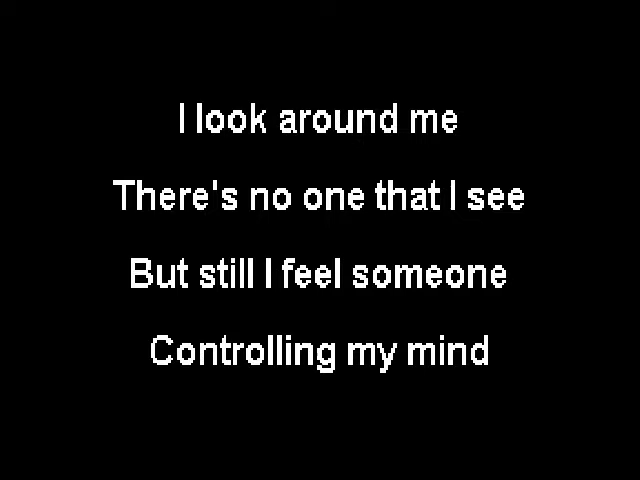 I look around me
There's no one that I see
But still I feel someone
Controlling my mind